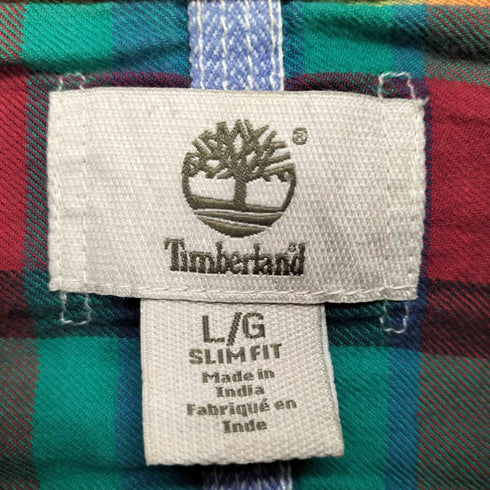 ®
Timberland®
L/G
SLIM FIT
Made in
India
Fabriqué en
Inde